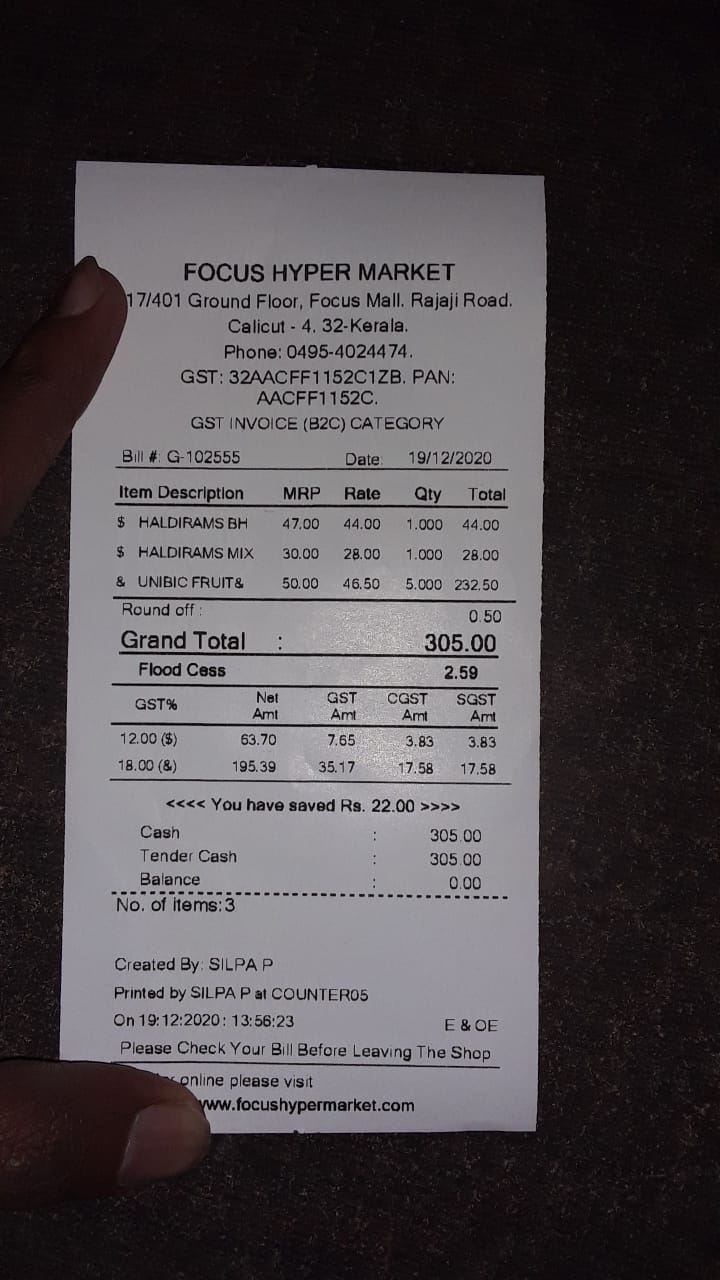 FOCUS HYPER MARKET
17/401 Ground Floor, Focus Mall. Rajaji Road.
Calicut - 4. 32-Kerala.
Phone: 0495-4024474.
GST: 32AACFF1152C1ZB. PAN:
AACFF1152C.
GST INVOICE (B2C) CATEGORY
Bill #: G-102555 Date: 19/12/2020
Item Description MRP Rate Qty Total
$ HALDIRAMS BH 47.00 44.00 1.000 44.00
$ HALDIRAMS MIX 30.00 28.00 1.000 28.00
& UNIBIC FRUIT& 50.00 46.50 5.000 232.50
Round off : 0.50
Grand Total : 305.00
Flood Cess 2.59
GST% Net Amt GST Amt CGST Amt SGST Amt
12.00 ($) 63.70 7.65 3.83 3.83
18.00 (&) 195.39 35.17 17.58 17.58
<<<< You have saved Rs. 22.00 >>>>
Cash : 305.00
Tender Cash : 305.00
Balance : 0.00
No. of items:3
Created By: SILPA P
Printed by SILPA P at COUNTER05
On 19:12:2020: 13:56:23 E & OE
Please Check Your Bill Before Leaving The Shop
online please visit
www.focushypermarket.com